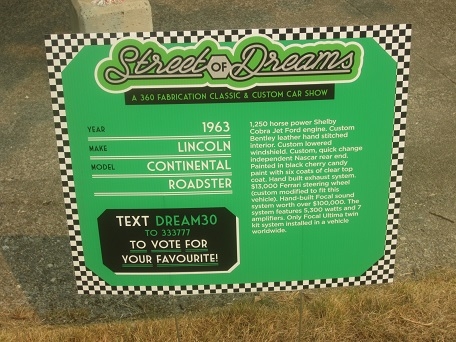 Street OF Dreams
A 360 FABRICATION CLASSIC & CUSTOM CAR SHOW
YEAR 1963
MAKE LINCOLN
MODEL CONTINENTAL
ROADSTER
TEXT DREAM30
TO 333777
TO VOTE FOR
YOUR FAVOURITE!
1,250 horse power Shelby
Cobra Jet Ford engine. Custom
Bentley leather hand stitched
interior. Custom lowered
windshield. Custom, quick change
independent Nascar rear end.
Painted in black cherry candy
paint with six coats of clear top
coat. Hand built exhaust system.
$13,000 Ferrari steering wheel
(custom modified to fit this
vehicle). Hand-built Focal sound
system worth over $100,000. The
system features 5,300 watts and 7
amplifiers. Only Focal Ultima twin
kit system installed in a vehicle
worldwide.